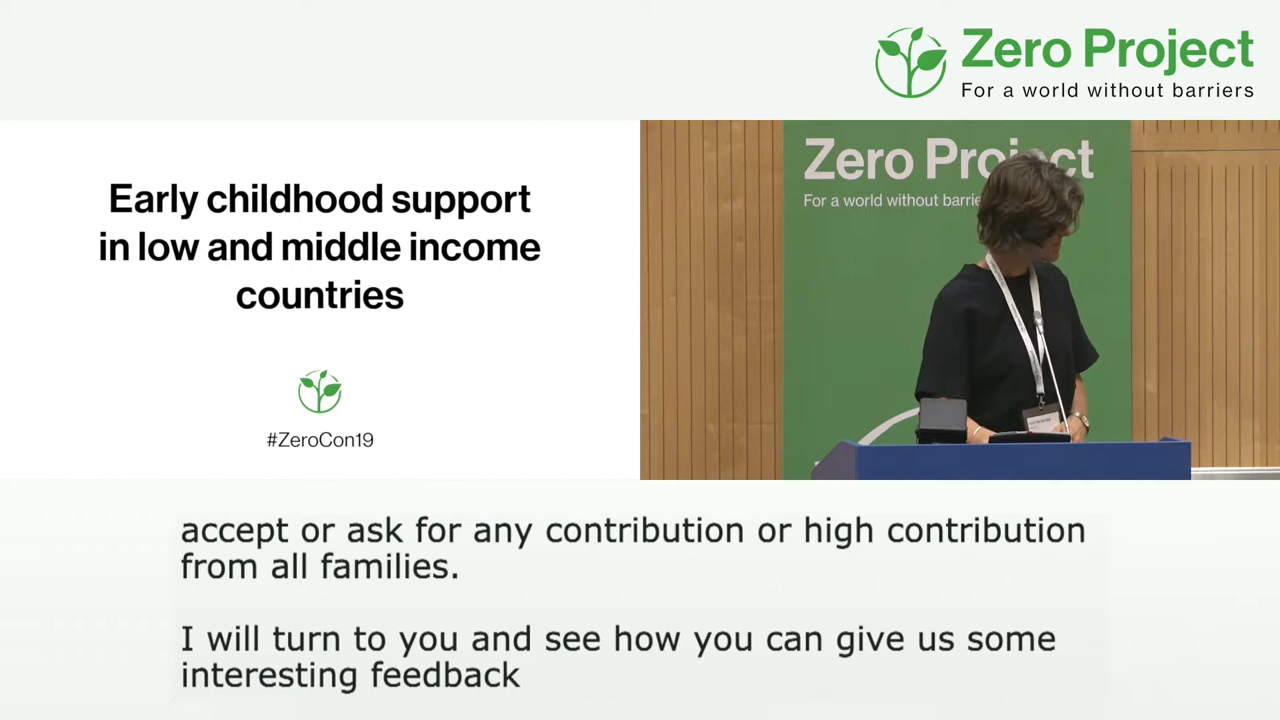 Zero Project
For a world without barriers
Early childhood support
in low and middle income
countries
#ZeroCon19
Zero Project
For a world without
accept or ask for any contribution or high contribution
from all families.
I will turn to you and see how you can give us some
interesting feedback